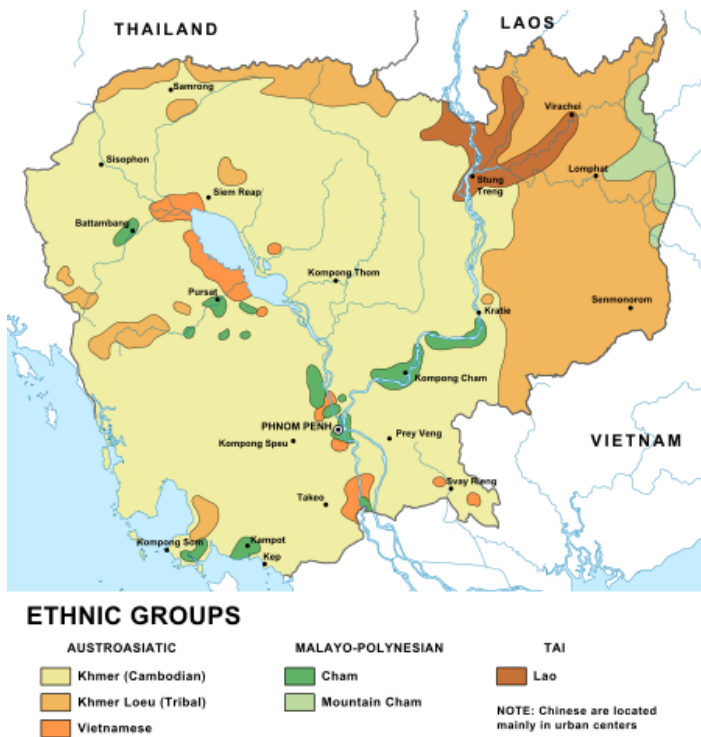 THAILAND
LAOS
Samrong
Virachei
Sisophon
Siem Reap
Stung
Treng
Lomphat
Battambang
Kompong Thom
Pursat
Kratie
Senmonorom
Kompong Cham
PHNOM PENH
Prey Veng
Kompong Speu
VIETNAM
Svay Rieng
Takeo
Kompong Som
Kampot
Kep
ETHNIC GROUPS
AUSTROASIATIC
Khmer (Cambodian)
Khmer Loeu (Tribal)
Vietnamese
MALAYO-POLYNESIAN
Cham
Mountain Cham
TAI
Lao
NOTE: Chinese are located
mainly in urban centers